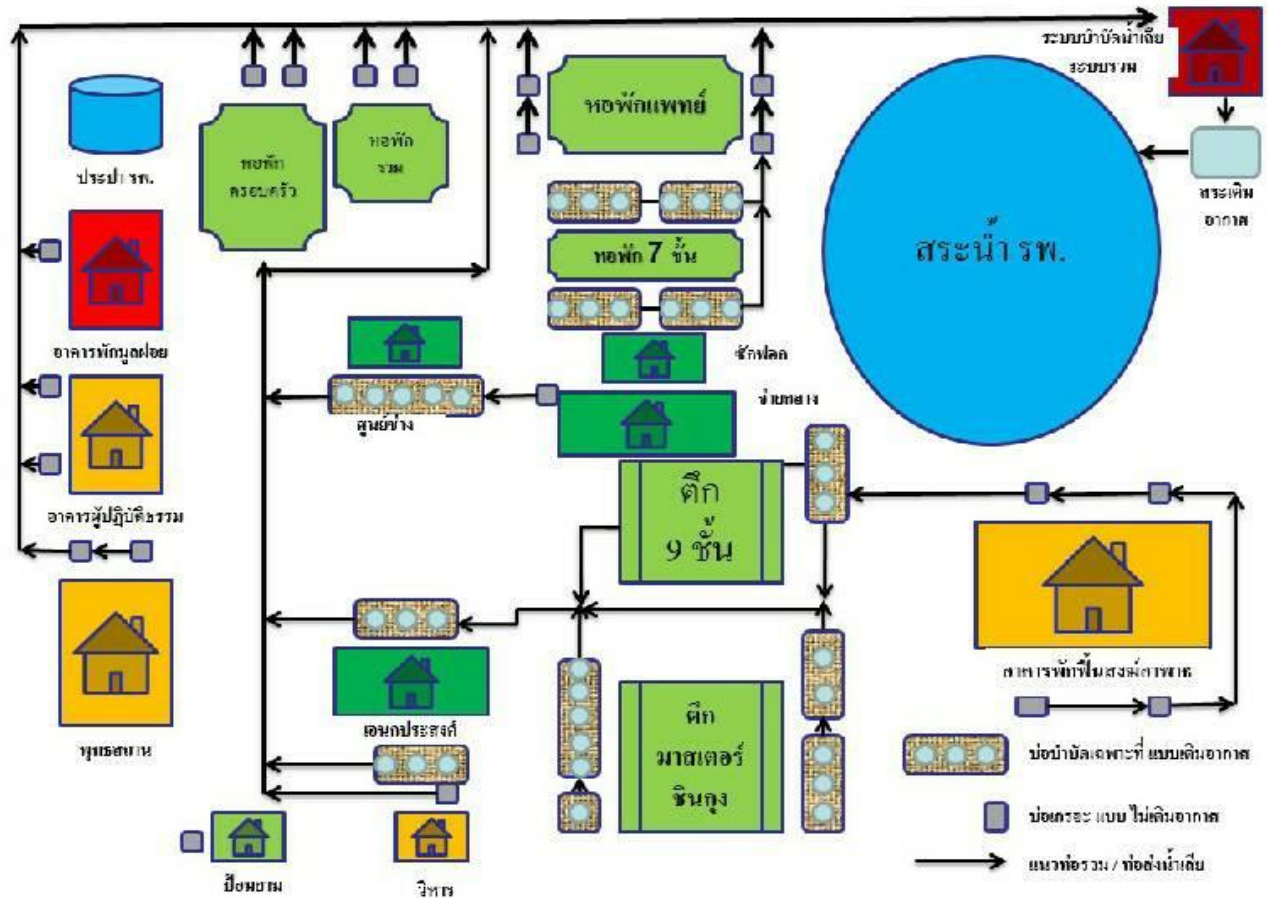 ระบบบำบัดน้ำเสีย
ระบบรวม
หอพักแพทย์
หอพัก
รวม
หอพัก
ครอบครัว
ประปา รพ.
สระเติม
อากาศ
สระน้ำ รพ.
หอพัก 7 ชั้น
อาคารพักมูลฝอย
ซักฟอก
จ่ายกลาง
ศูนย์ช่าง
ตึก
9 ชั้น
อาคารผู้ปฏิบัติธรรม
อาคารพักฟื้นสงฆ์อาพาธ
ตึก
มาสเตอร์
ชินกุง
เอนกประสงค์
พุทธสถาน
บ่อบำบัดเฉพาะที่ แบบเติมอากาศ
บ่อเกรอะ แบบ ไม่เติมอากาศ
แนวท่อรวม / ท่อส่งน้ำเสีย
ป้อมยาม
วิหาร